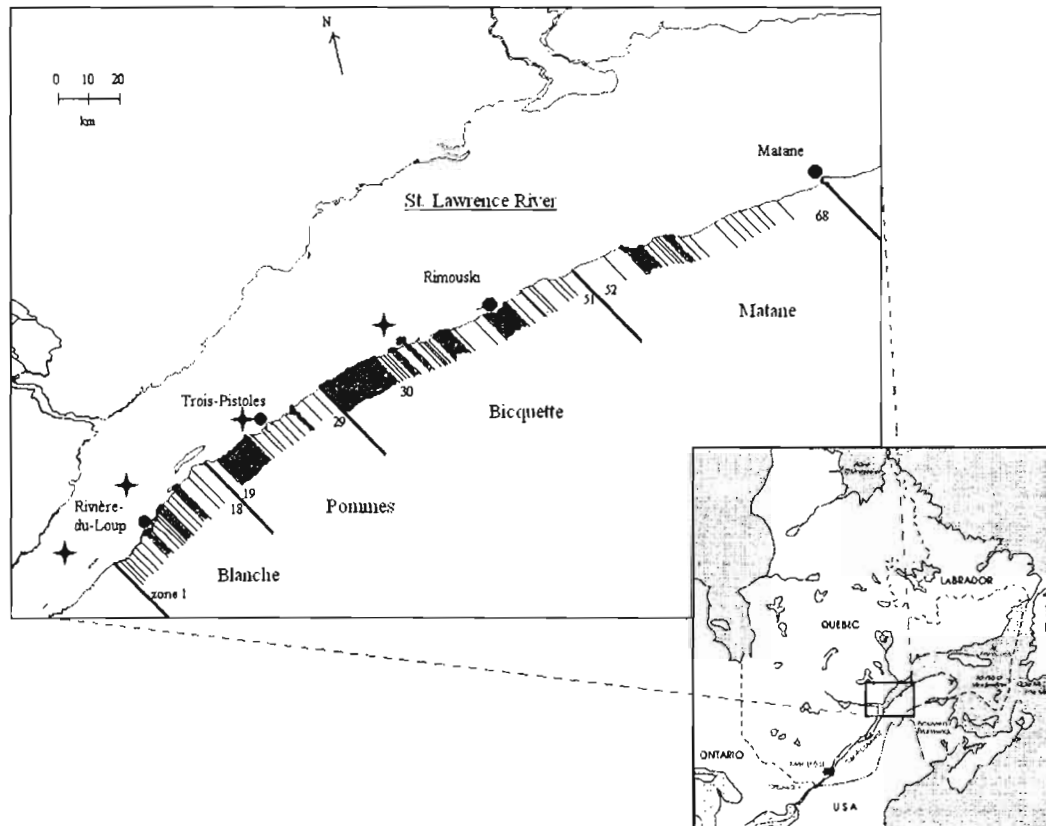 N
0 10 20
km
Matane
St. Lawrence River
68
Rimouski
51
52
Matane
30
Trois-Pistoles
Bicquette
29
Rivière-
du-Loup
19
18
Pommes
Blanche
zone 1
LABRADOR
QUEBEC
ONTARIO
USA